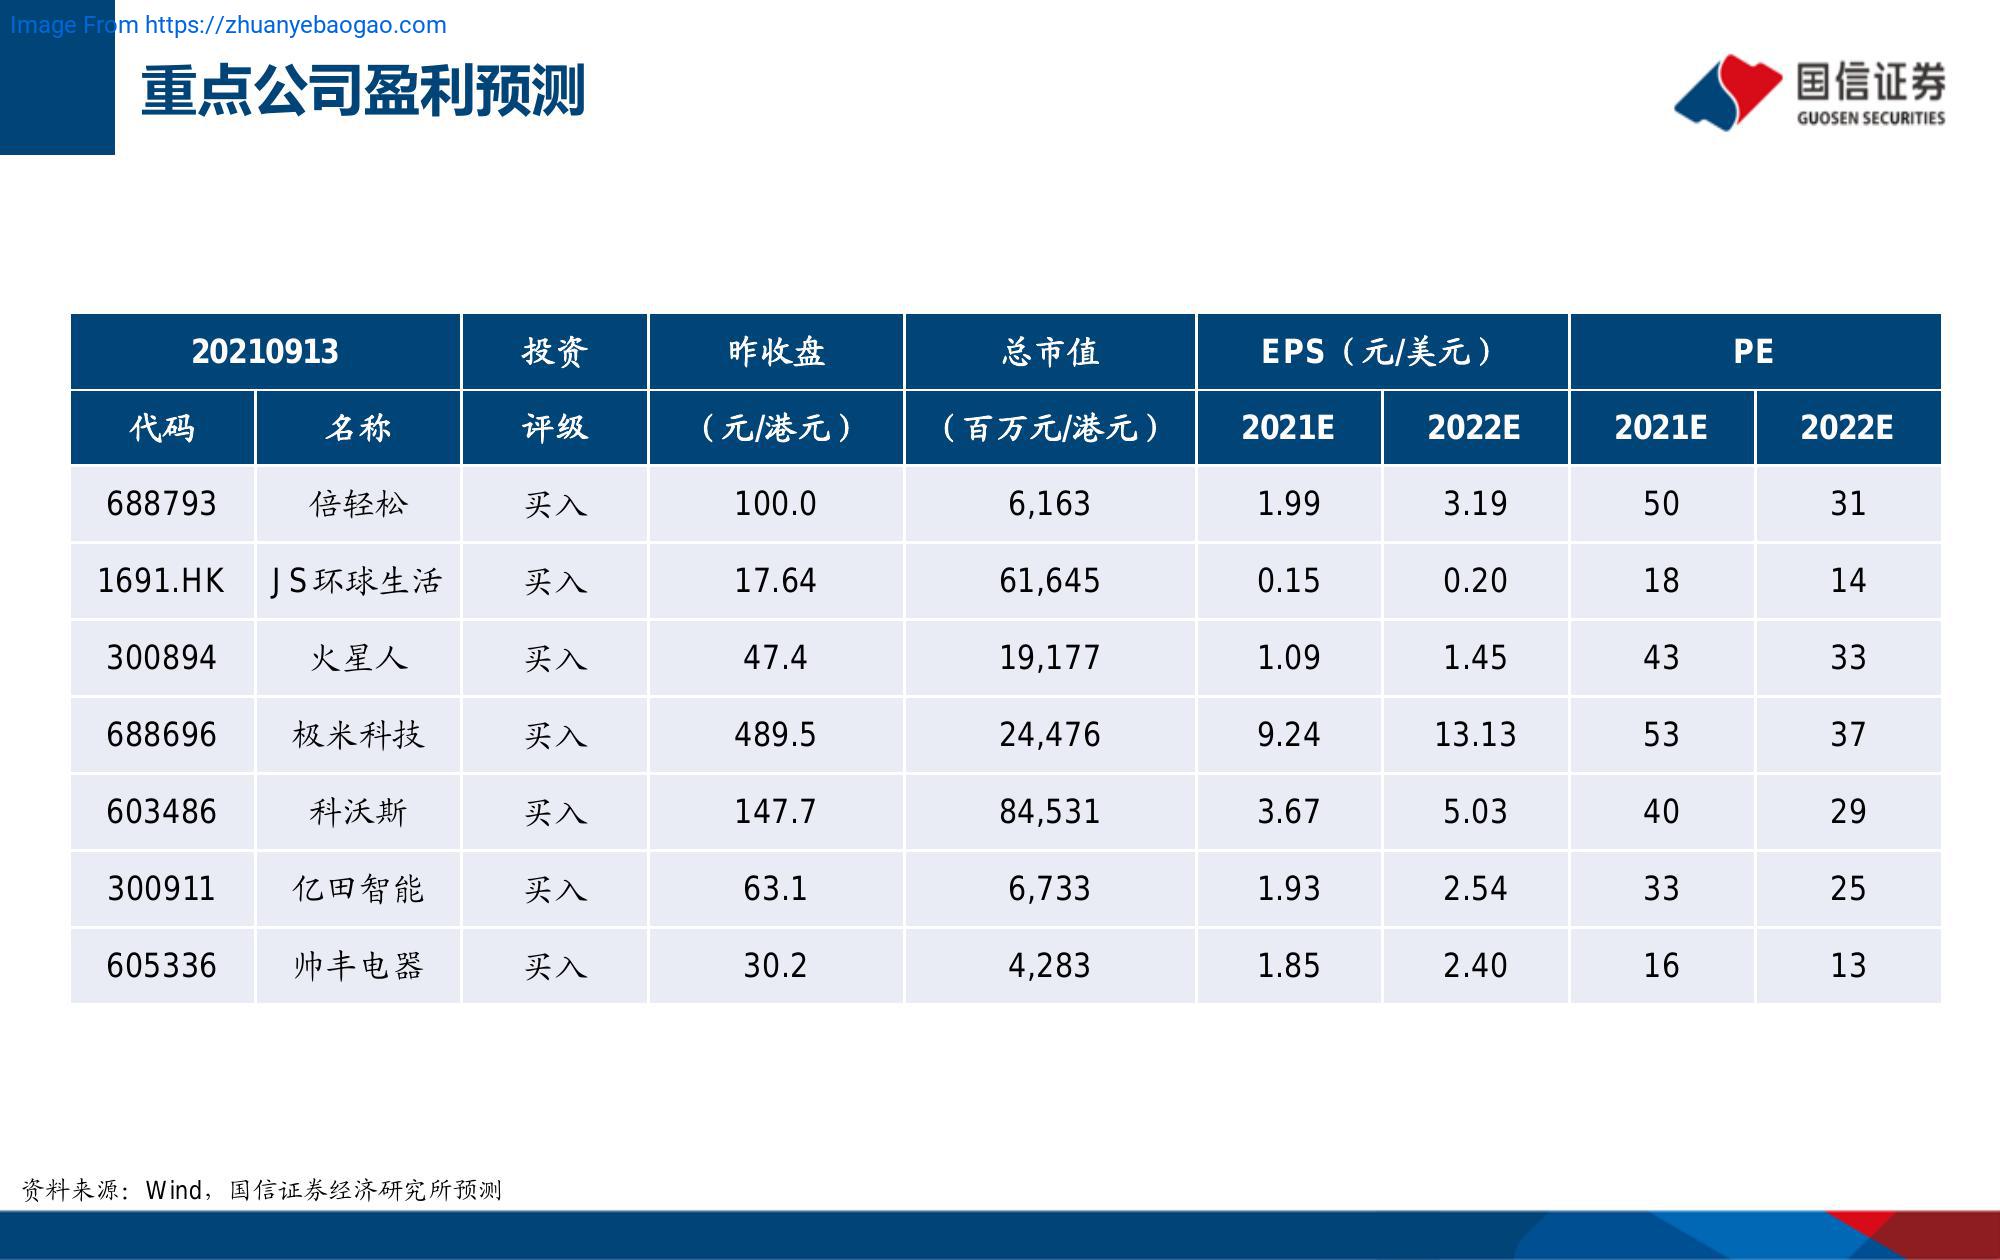 Image From https://zhuanyebaogao.com
重点公司盈利预测
国信证券
GUOSEN SECURITIES
20210913 投资 昨收盘 总市值 EPS（元/美元） PE
代码 名称 评级 （元/港元） （百万元/港元） 2021E 2022E 2021E 2022E
688793 倍轻松 买入 100.0 6,163 1.99 3.19 50 31
1691.HK JS环球生活 买入 17.64 61,645 0.15 0.20 18 14
300894 火星人 买入 47.4 19,177 1.09 1.45 43 33
688696 极米科技 买入 489.5 24,476 9.24 13.13 53 37
603486 科沃斯 买入 147.7 84,531 3.67 5.03 40 29
300911 亿田智能 买入 63.1 6,733 1.93 2.54 33 25
605336 帅丰电器 买入 30.2 4,283 1.85 2.40 16 13
资料来源：Wind，国信证券经济研究所预测